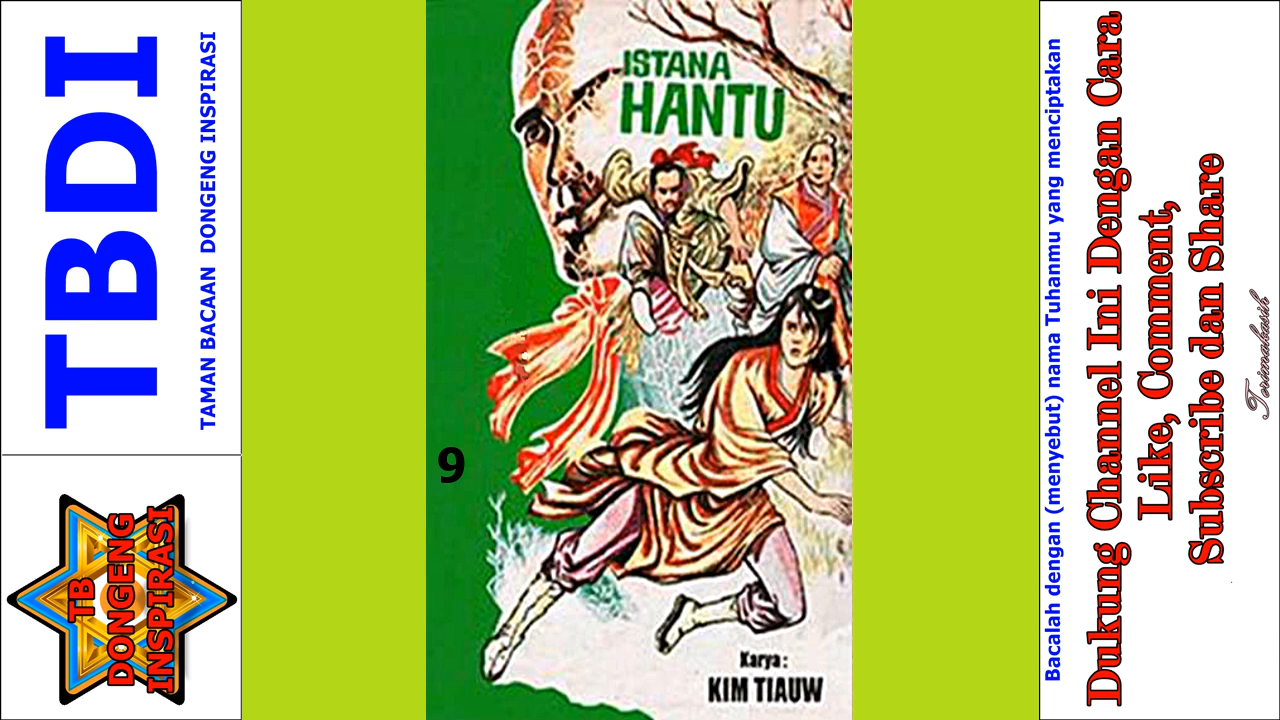 TBDI
TAMAN BACAAN DONGENG INSPIRASI
TB
DONGENG
INSPIRASI
ISTANA
HANTU
9
Karya :
KIM TIAUW
Bacalah dengan (menyebut) nama Tuhanmu yang menciptakan
Dukung Channel Ini Dengan Cara
Like, Comment,
Subscribe dan Share
Terimakasih